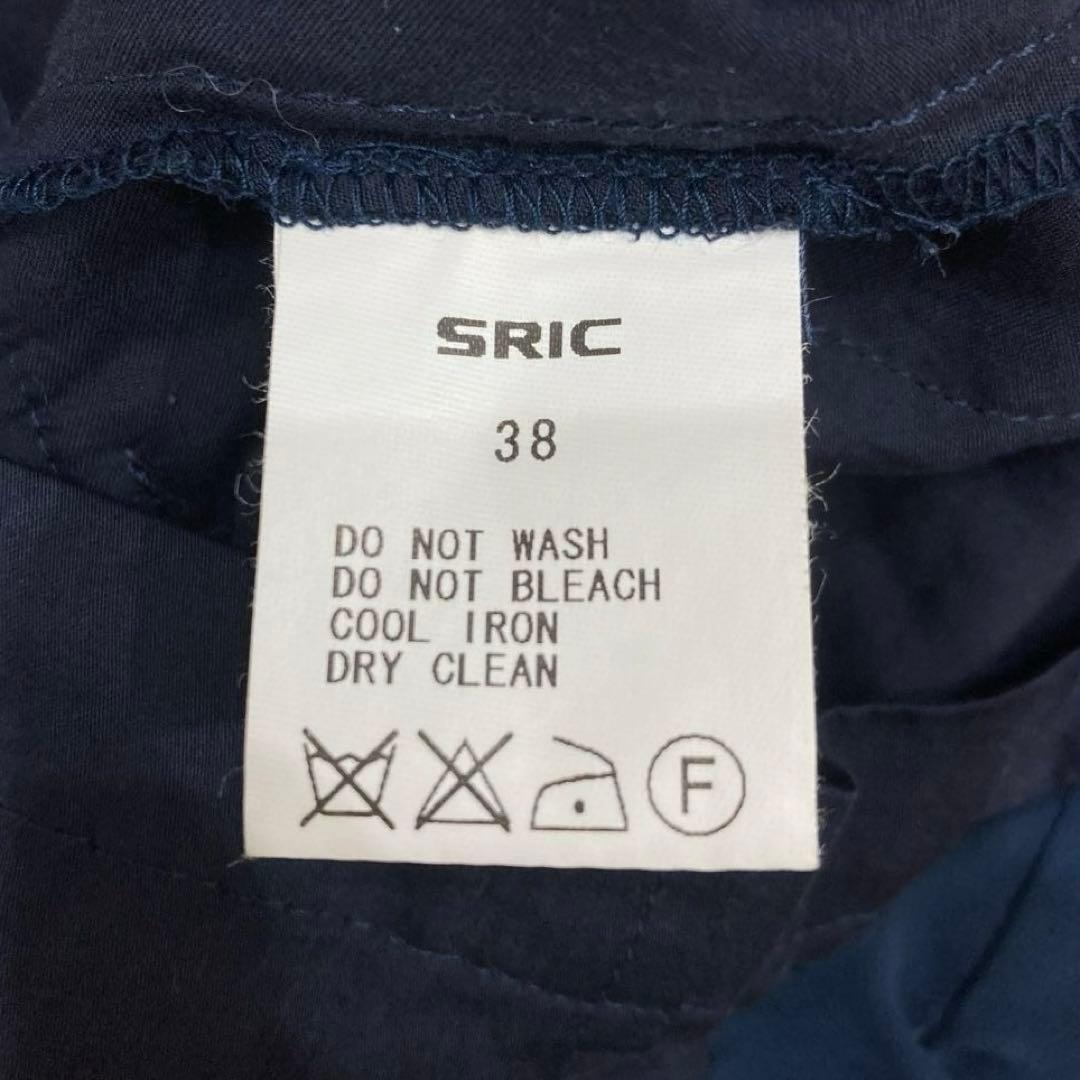 SRIC
38
DO NOT WASH
DO NOT BLEACH
COOL IRON
DRY CLEAN
F